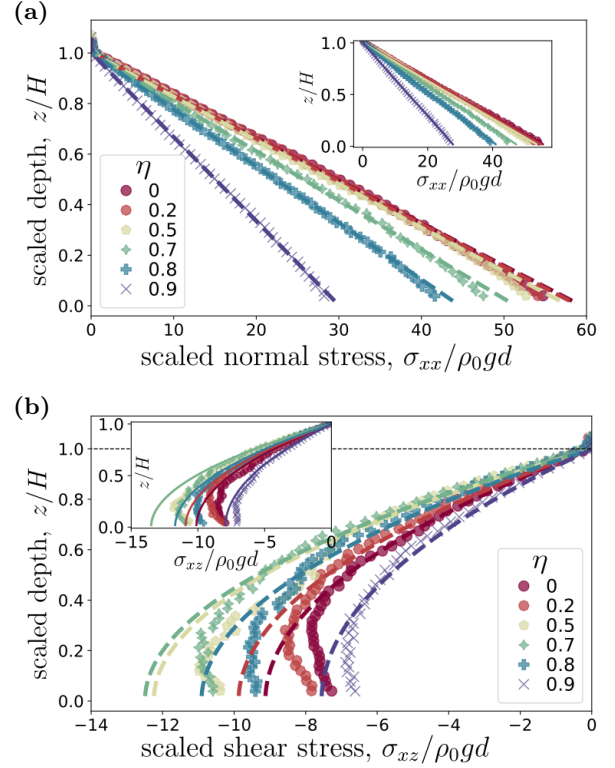 (a)
scaled depth, z/H
1.0
0.8
0.6
0.4
0.2
0.0
η
0
0.2
0.5
0.7
0.8
0.9
z/H
1.0
0.5
0.0
0 20 40 60
σxx/ρ0gd
0 10 20 30 40 50 60
scaled normal stress, σxx/ρ0gd
(b)
scaled depth, z/H
1.0
0.8
0.6
0.4
0.2
0.0
z/H
1.0
0.5
0.0
−15 −10 −5 0
σxz/ρ0gd
η
0
0.2
0.5
0.7
0.8
0.9
−14 −12 −10 −8 −6 −4 −2 0
scaled shear stress, σxz/ρ0gd